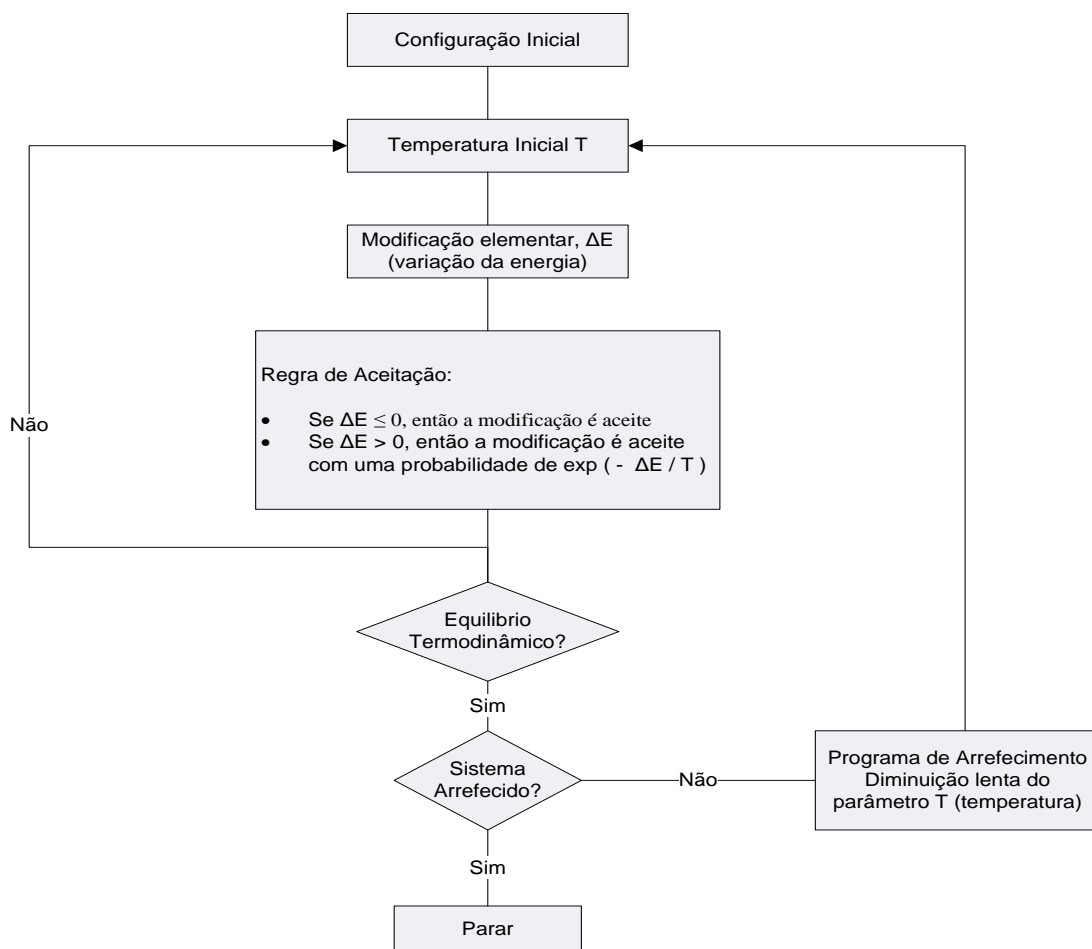 Configuração Inicial
Temperatura Inicial T
Modificação elementar, ΔE
(variação da energia)
Regra de Aceitação:
• Se ΔE ≤ 0, então a modificação é aceite
• Se ΔE > 0, então a modificação é aceite
com uma probabilidade de exp ( - ΔE / T )
Não
Equilibrio
Termodinâmico?
Sim
Sistema
Arrefecido?
Não
Programa de Arrefecimento
Diminuição lenta do
parâmetro T (temperatura)
Sim
Parar